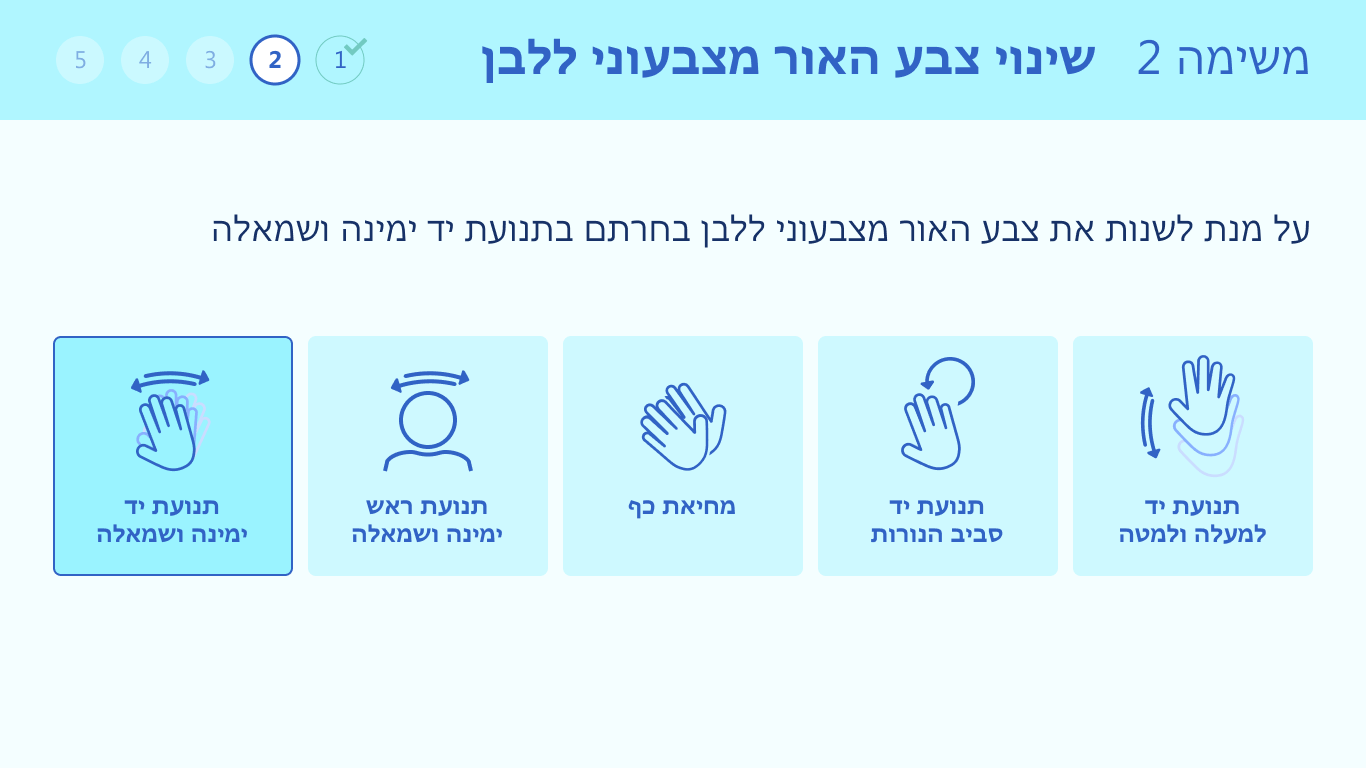 משימה 2 שינוי צבע האור מצבעוני ללבן
1 2 3 4 5
על מנת לשנות את צבע האור מצבעוני ללבן בחרתם בתנועת יד ימינה ושמאלה
תנועת יד
למעלה ולמטה
תנועת יד
סביב הנורות
מחיאת כף
תנועת ראש
ימינה ושמאלה
תנועת יד
ימינה ושמאלה